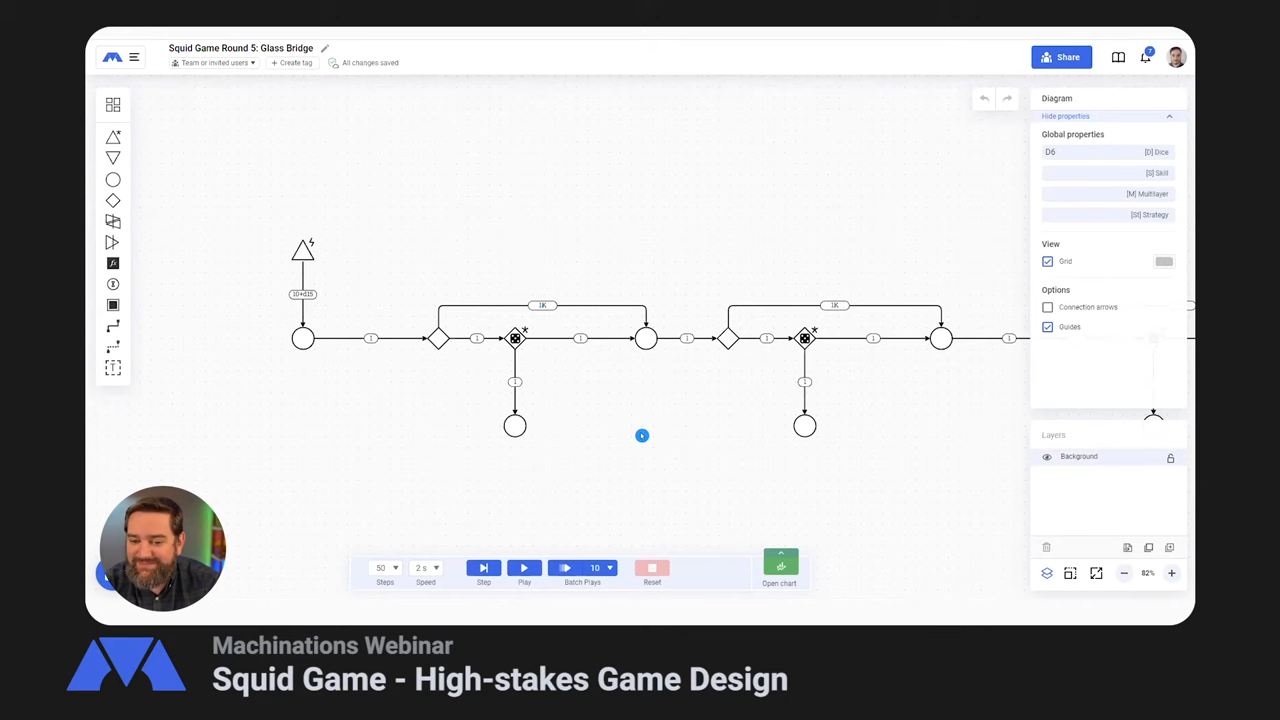 Squid Game Round 5: Glass Bridge
Team or invited users
+ Create tag
All changes saved
Share
7
Diagram
Hide properties
Global properties
D6
[D] Dice
[S] Skill
[M] Multilayer
[St] Strategy
View
Grid
Options
Connection arrows
Guides
Layers
Background
82%
10+d15
1K
1K
1
1
1
1
1
1
1
1
1
50
2 s
10
Steps
Speed
Step
Play
Batch Plays
Reset
Open chart
Machinations Webinar
Squid Game - High-stakes Game Design